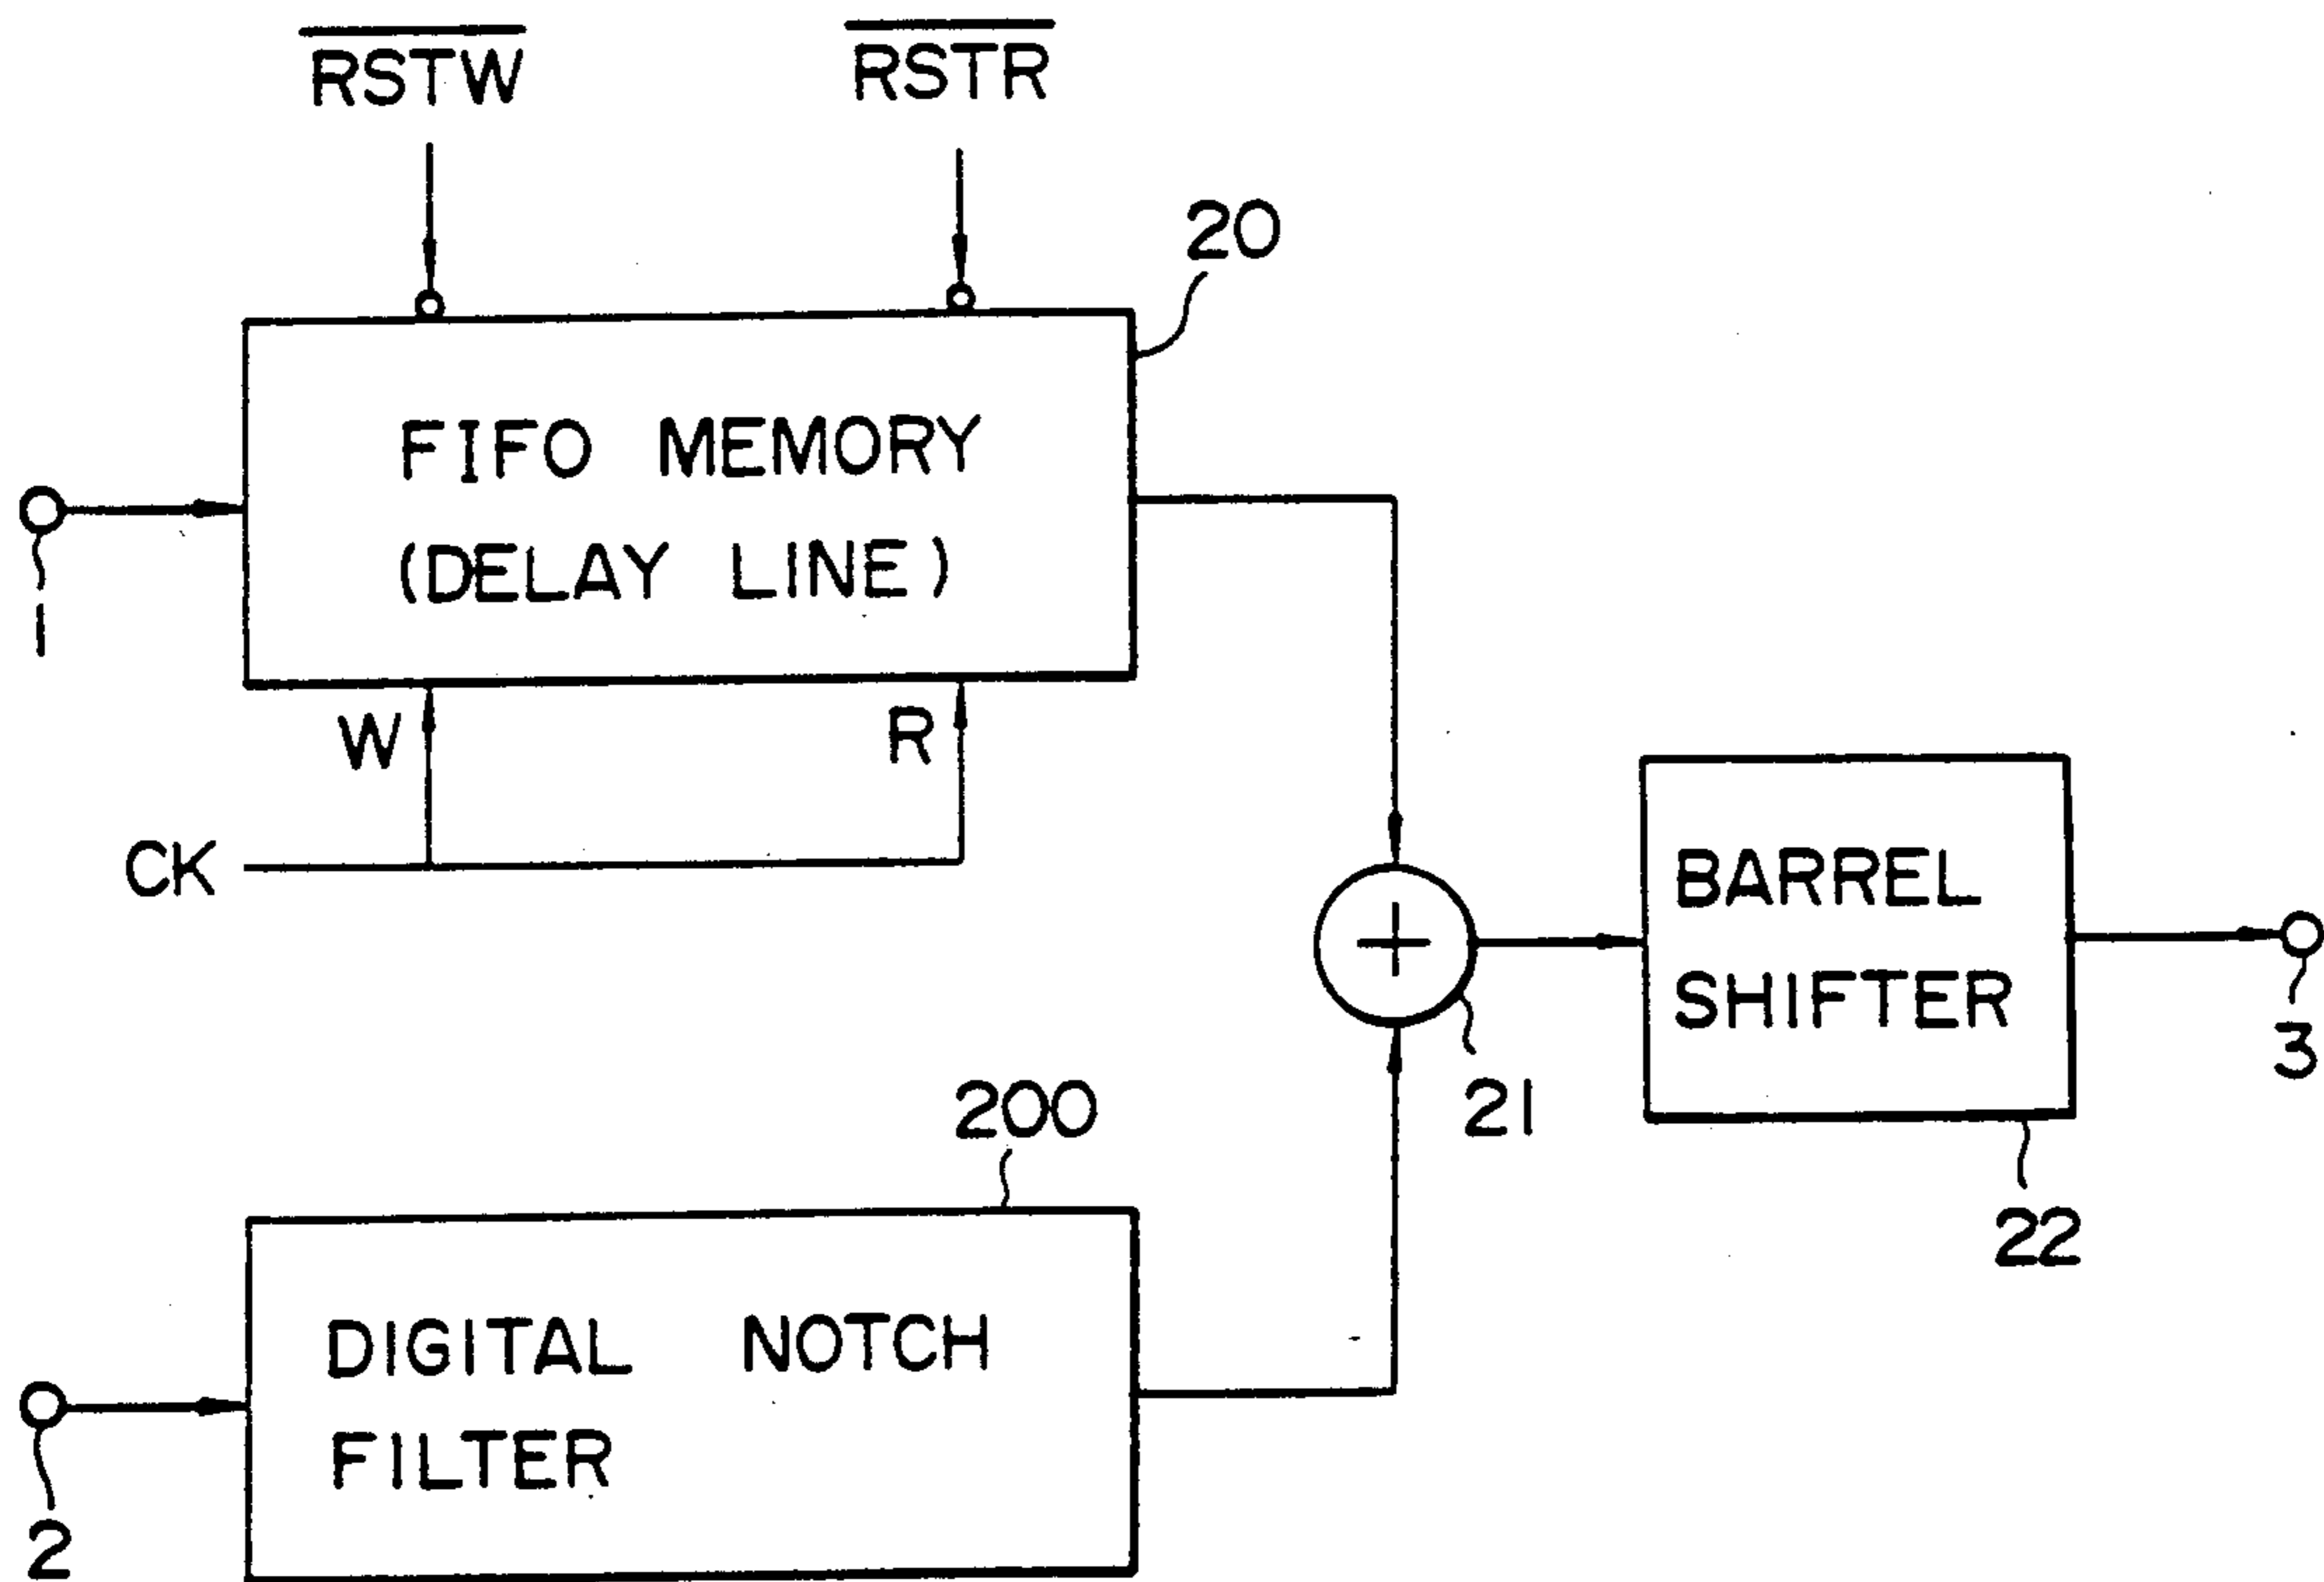 RSTW
RSTR
20
FIFO MEMORY
(DELAY LINE)
1
W
R
CK
BARREL
SHIFTER
3
21
22
200
DIGITAL NOTCH
FILTER
2